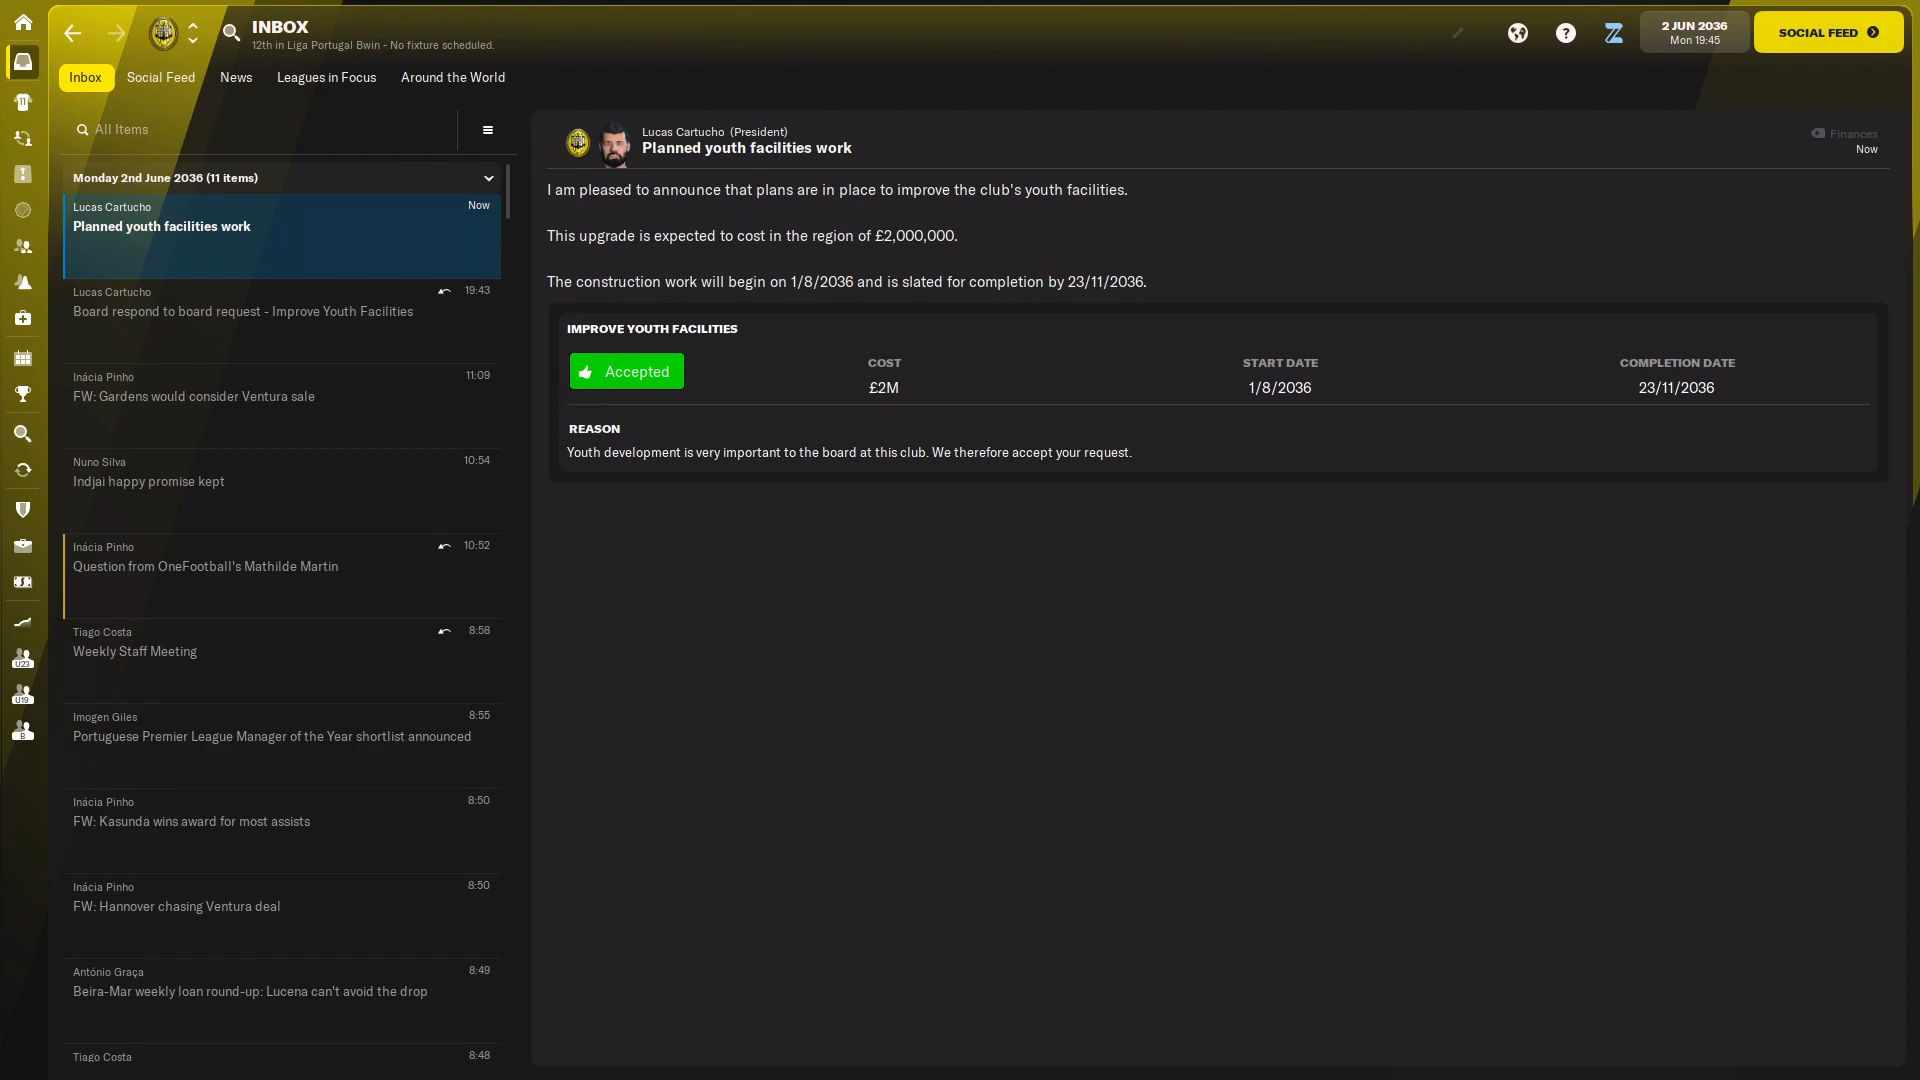 INBOX
12th in Liga Portugal Bwin - No fixture scheduled.
2 JUN 2036
Mon 19:45
SOCIAL FEED
Inbox
Social Feed
News
Leagues in Focus
Around the World
All Items
Monday 2nd June 2036 (11 items)
Lucas Cartucho
Now
Planned youth facilities work
Lucas Cartucho
19:43
Board respond to board request - Improve Youth Facilities
Inácia Pinho
11:09
FW: Gardens would consider Ventura sale
Nuno Silva
10:54
Indjai happy promise kept
Inácia Pinho
10:52
Question from OneFootball's Mathilde Martin
Tiago Costa
8:58
Weekly Staff Meeting
Imogen Giles
8:55
Portuguese Premier League Manager of the Year shortlist announced
Inácia Pinho
8:50
FW: Kasunda wins award for most assists
Inácia Pinho
8:50
FW: Hannover chasing Ventura deal
António Graça
8:49
Beira-Mar weekly loan round-up: Lucena can't avoid the drop
Tiago Costa
8:48
Lucas Cartucho (President)
Planned youth facilities work
Finances
Now
I am pleased to announce that plans are in place to improve the club's youth facilities.
This upgrade is expected to cost in the region of £2,000,000.
The construction work will begin on 1/8/2036 and is slated for completion by 23/11/2036.
IMPROVE YOUTH FACILITIES
Accepted
COST
£2M
START DATE
1/8/2036
COMPLETION DATE
23/11/2036
REASON
Youth development is very important to the board at this club. We therefore accept your request.
U23
U19
B